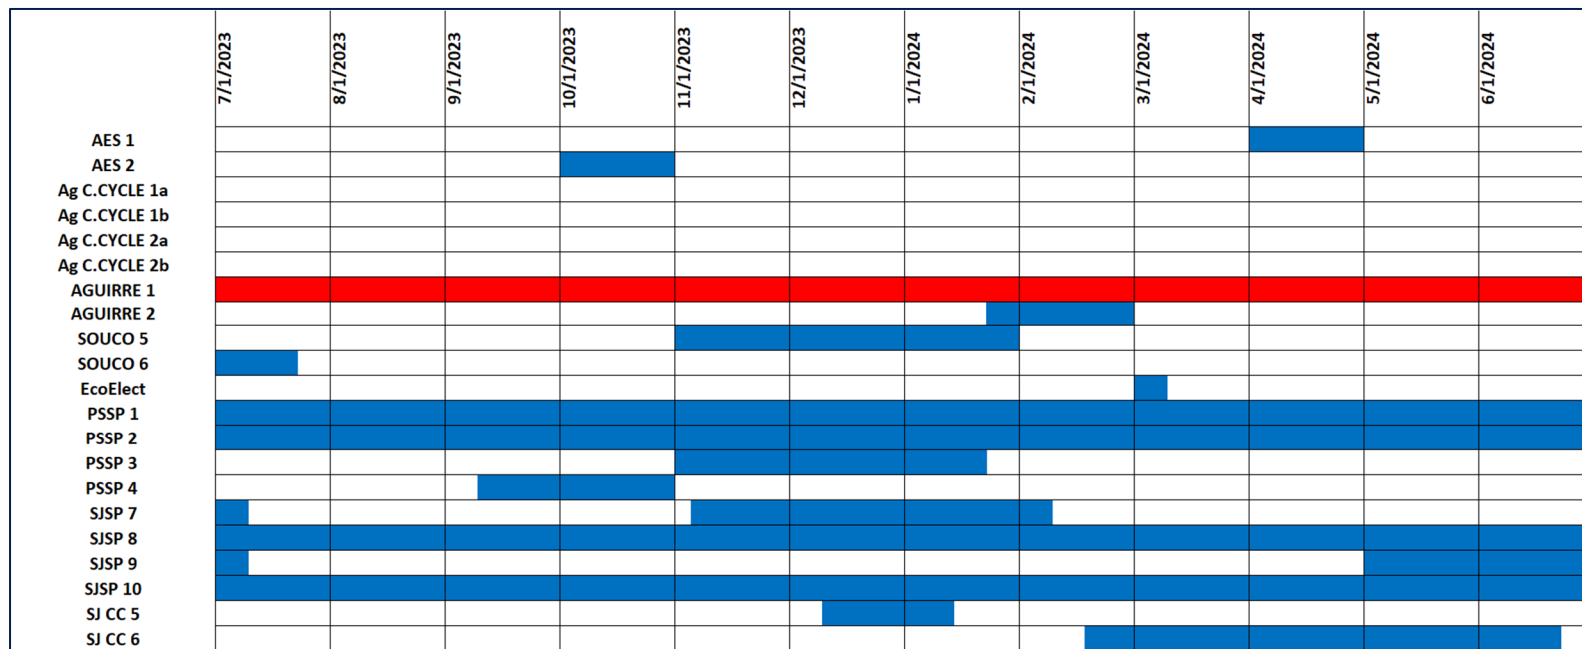 7/1/2023
8/1/2023
9/1/2023
10/1/2023
11/1/2023
12/1/2023
1/1/2024
2/1/2024
3/1/2024
4/1/2024
5/1/2024
6/1/2024
AES 1
AES 2
Ag C.CYCLE 1a
Ag C.CYCLE 1b
Ag C.CYCLE 2a
Ag C.CYCLE 2b
AGUIRRE 1
AGUIRRE 2
SOUCO 5
SOUCO 6
EcoElect
PSSP 1
PSSP 2
PSSP 3
PSSP 4
SJSP 7
SJSP 8
SJSP 9
SJSP 10
SJ CC 5
SJ CC 6